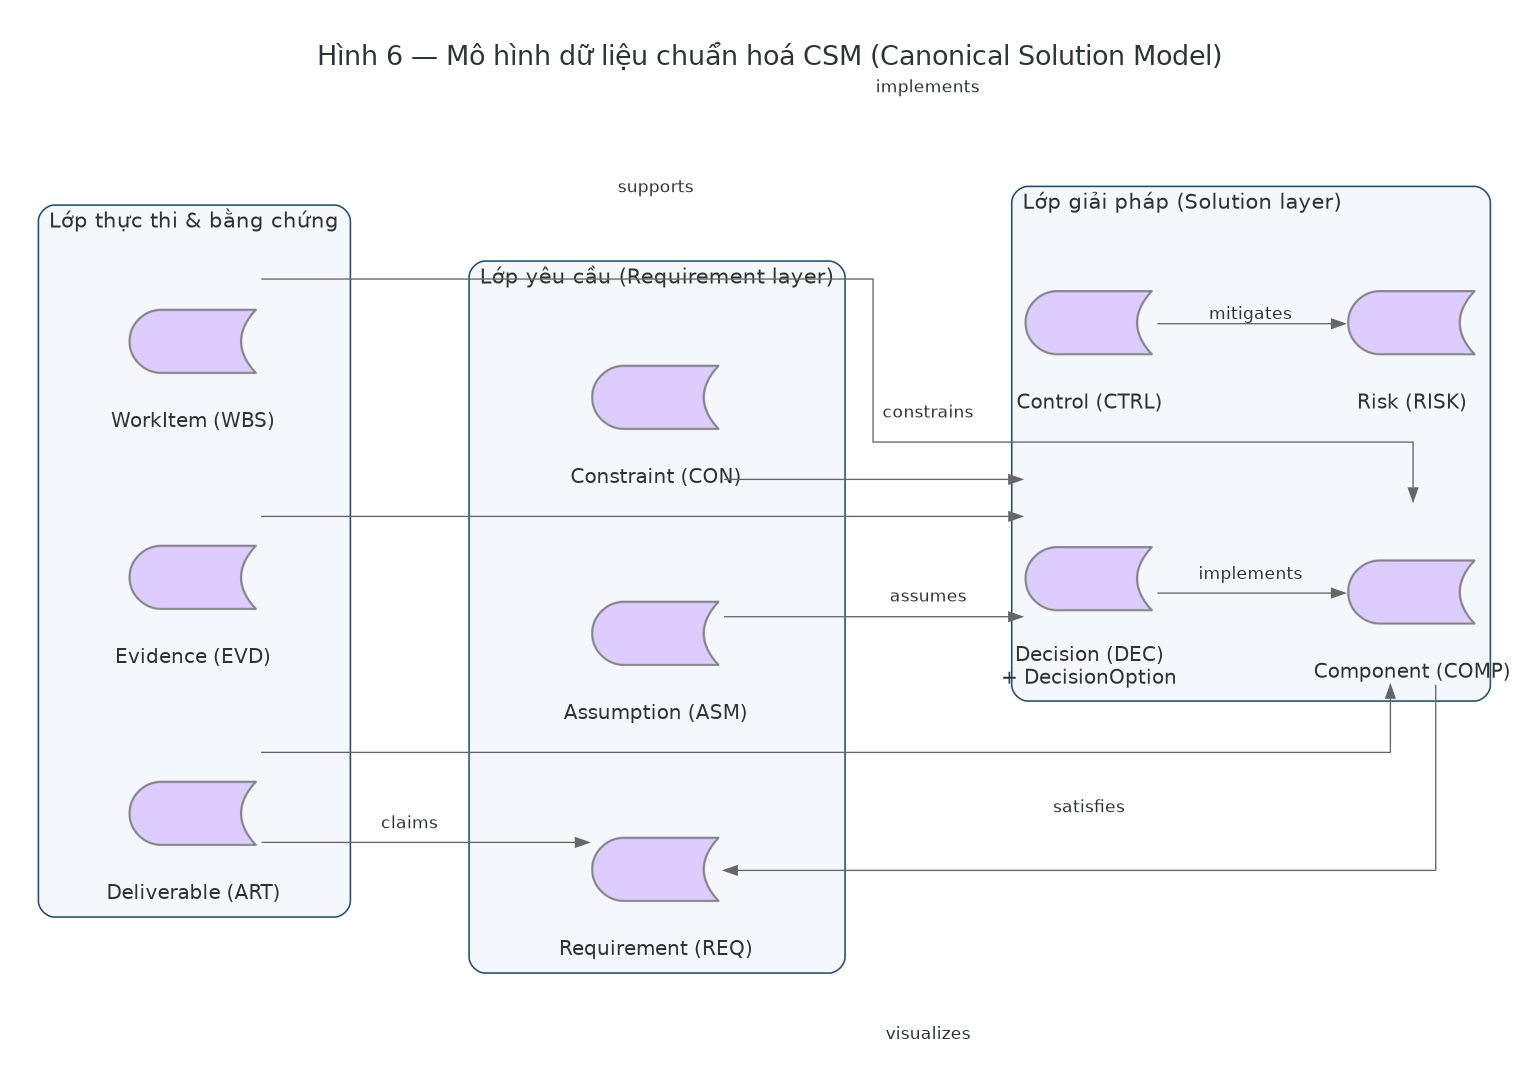 Hình 6 — Mô hình dữ liệu chuẩn hoá CSM (Canonical Solution Model)
implements
supports
Lớp thực thi & bằng chứng
WorkItem (WBS)
Evidence (EVD)
Deliverable (ART)
claims
Lớp yêu cầu (Requirement layer)
Constraint (CON)
Assumption (ASM)
Requirement (REQ)
constrains
assumes
satisfies
visualizes
Lớp giải pháp (Solution layer)
Control (CTRL)
mitigates
Risk (RISK)
Decision (DEC)
+ DecisionOption
implements
Component (COMP)